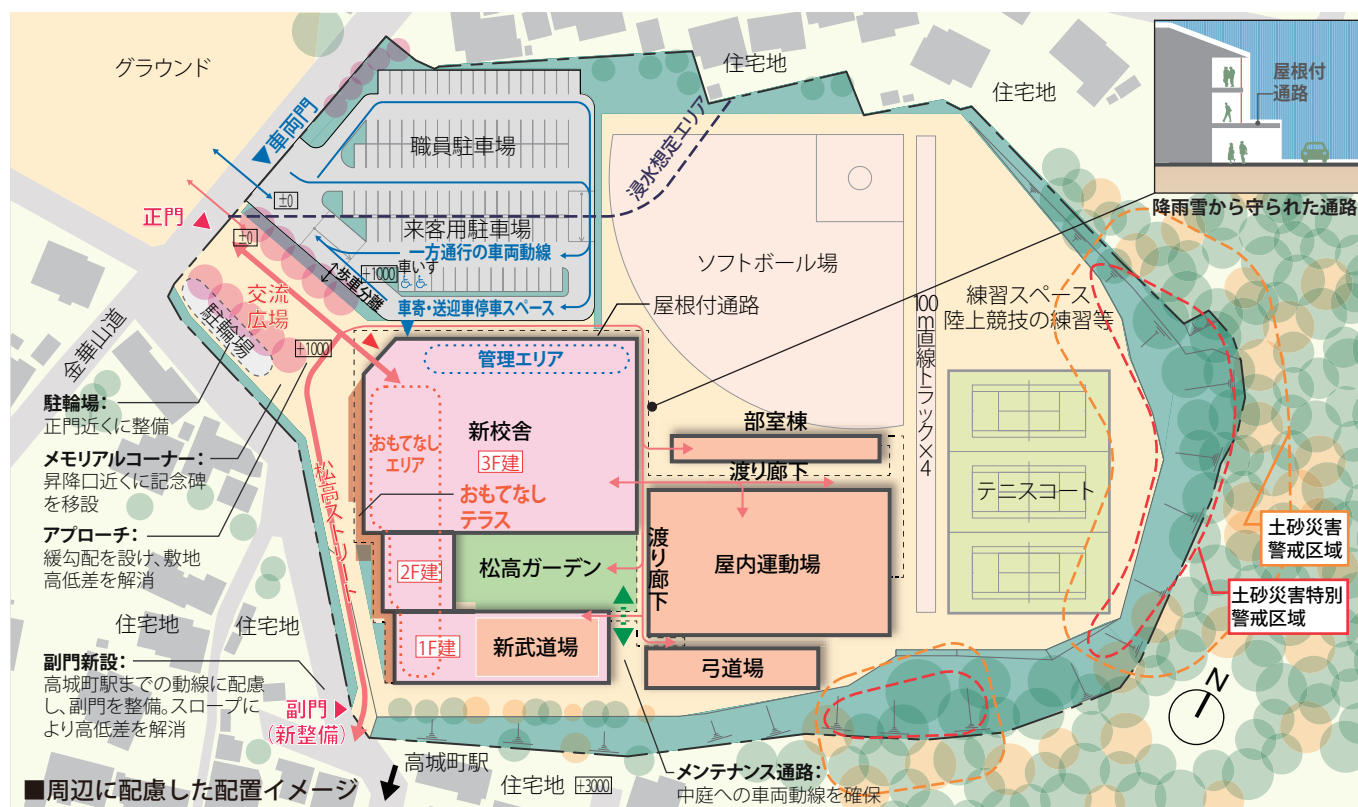 グラウンド
住宅地
住宅地
屋根付
通路
降雨雪から守られた通路
車両門
職員駐車場
浸水想定エリア
±0
正門
±0
来客用駐車場
一方通行の車両動線
+1000
車いす
歩車分離
車寄・送迎車停車スペース
交流
広場
駐輪場
+1000
金華山道
屋根付通路
ソフトボール場
100m直線トラック×4
練習スペース
陸上競技の練習等
管理エリア
新校舎
3F建
おもてなし
エリア
おもてなし
テラス
部室棟
渡り廊下
テニスコート
駐輪場：
正門近くに整備
メモリアルコーナー：
昇降口近くに記念碑
を移設
アプローチ：
緩勾配を設け、敷地
高低差を解消
松高ストリート
2F建
松高ガーデン
渡り廊下
屋内運動場
土砂災害
警戒区域
土砂災害特別
警戒区域
住宅地
住宅地
1F建
新武道場
弓道場
副門新設：
高城町駅までの動線に配慮
し、副門を整備。スロープに
より高低差を解消
副門
（新整備）
N
高城町駅
住宅地
+3000
メンテナンス通路：
中庭への車両動線を確保
■周辺に配慮した配置イメージ